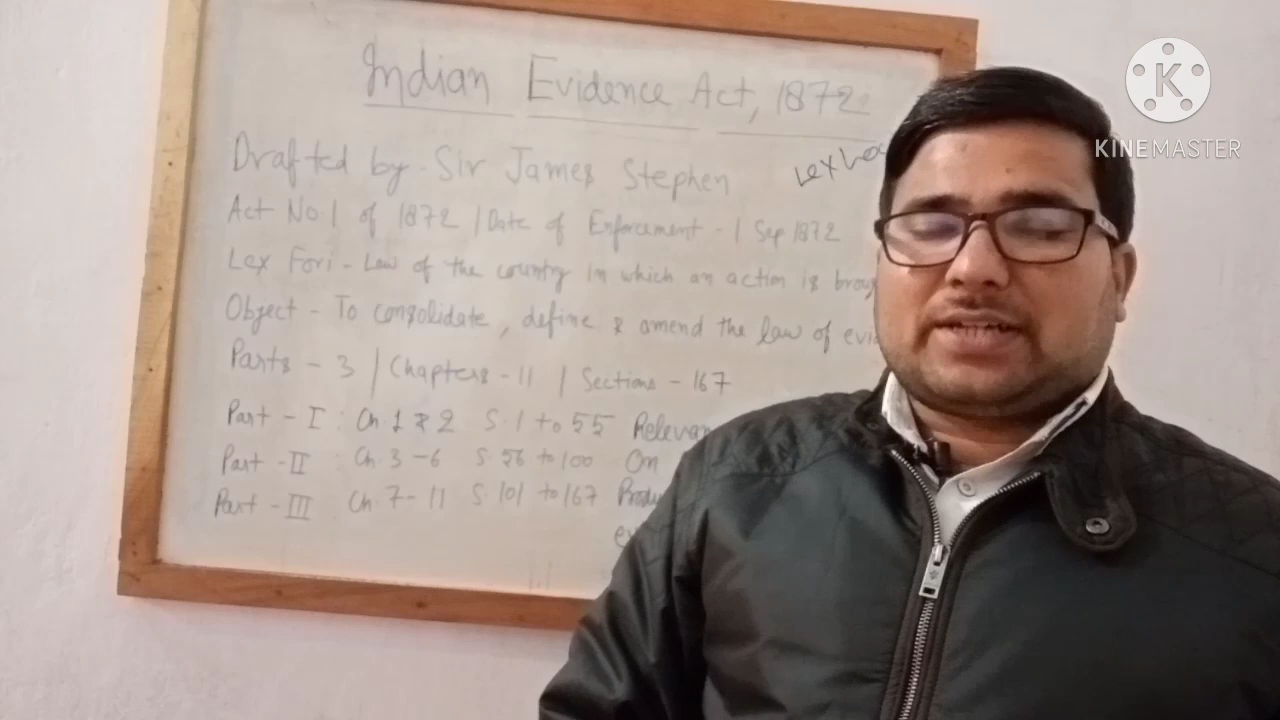 Indian Evidence Act, 1872
Drafted by Sir James Stephen
Lex
Act No.1 of 1872 / Date of Enforcement - 1 Sep 1872
Lex Fori - Law of the country in which an action is
Object - To consolidate, define & amend the law of
Parts - 3 / Chapters - 11 / Sections - 167
Part - I : Ch. 1 & 2 S. 1 to 55
Part - II : Ch. 3 - 6 S. 56 to 100 On
Part - III Ch. 7 - 11 S. 101 to 167
K
KINEMASTER